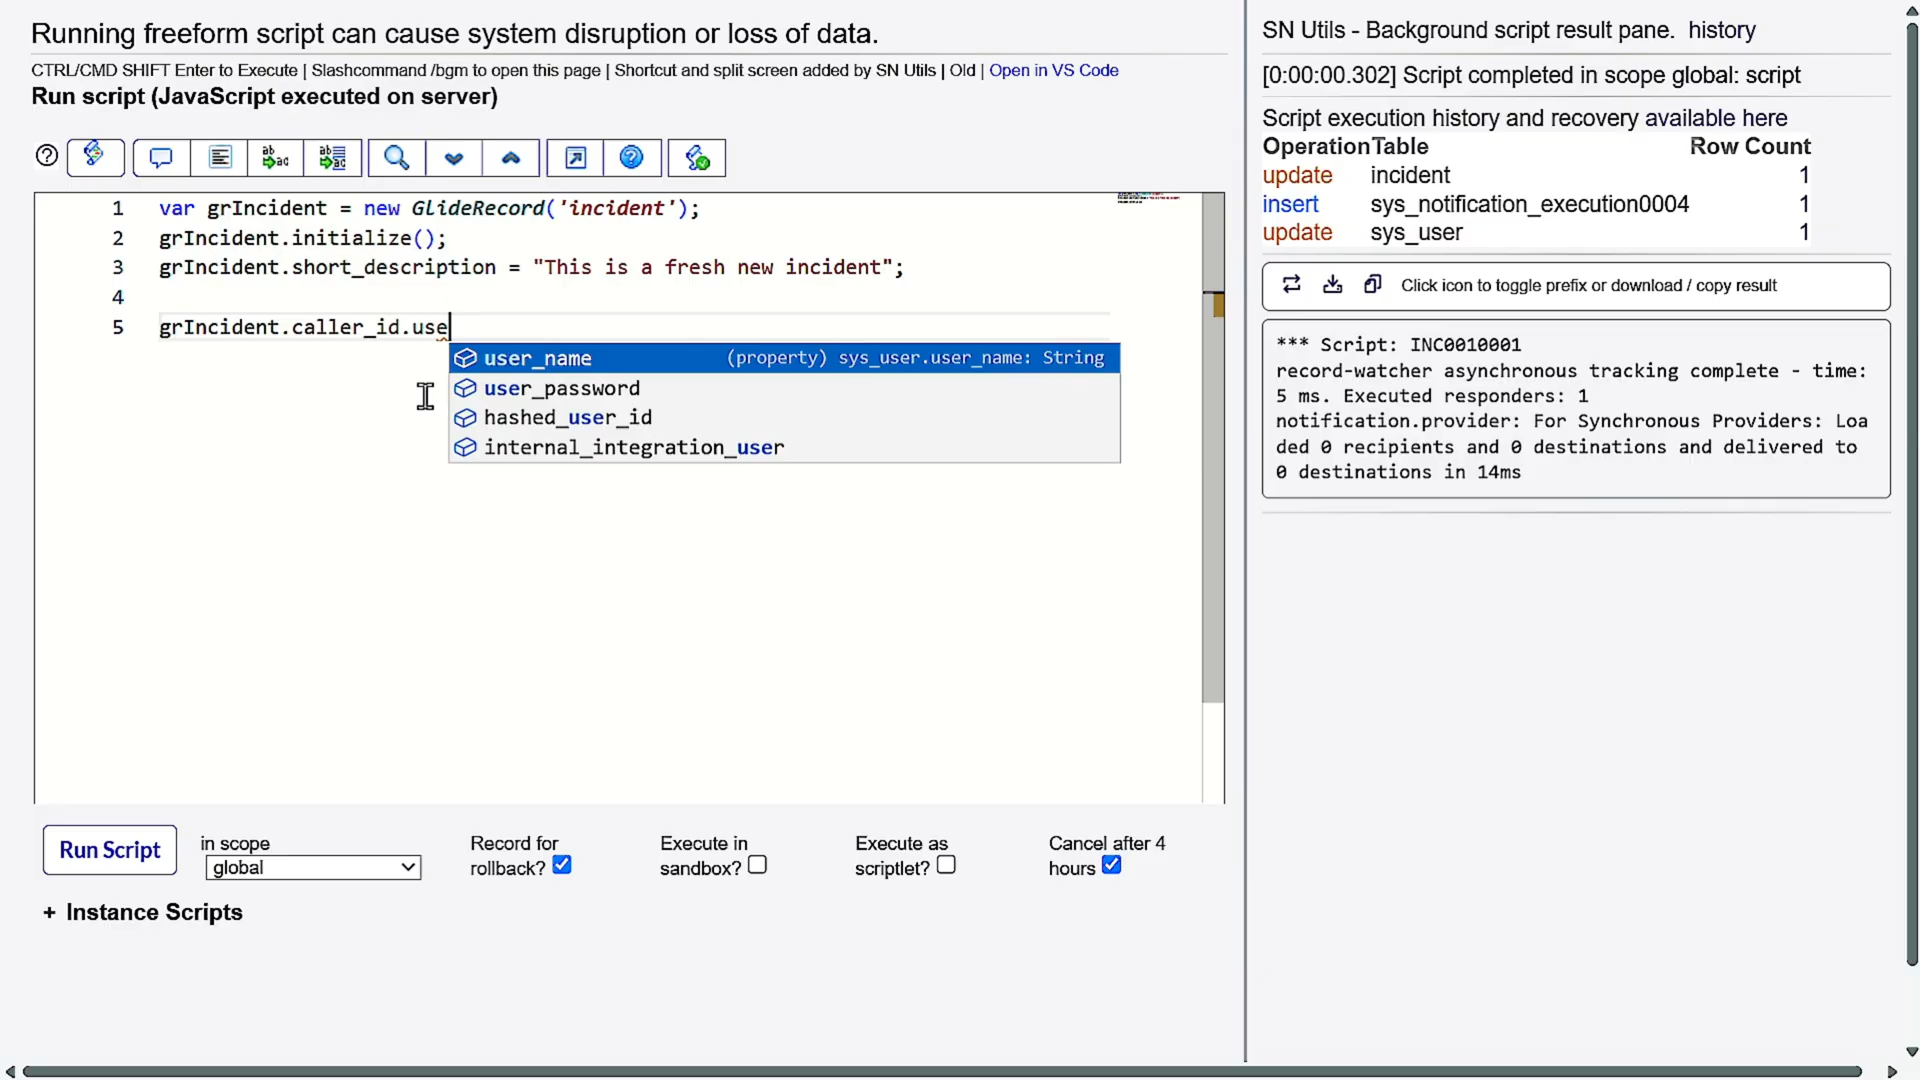 Running freeform script can cause system disruption or loss of data.
CTRL/CMD SHIFT Enter to Execute | Slashcommand /bgm to open this page | Shortcut and split screen added by SN Utils | Old | Open in VS Code
Run script (JavaScript executed on server)
1 var grIncident = new GlideRecord('incident');
2 grIncident.initialize();
3 grIncident.short_description = "This is a fresh new incident";
4
5 grIncident.caller_id.use
user_name (property) sys_user.user_name: String
user_password
hashed_user_id
internal_integration_user
Run Script
in scope
global
Record for
rollback?
Execute in
sandbox?
Execute as
scriptlet?
Cancel after 4
hours
+ Instance Scripts
SN Utils - Background script result pane. history
[0:00:00.302] Script completed in scope global: script
Script execution history and recovery available here
Operation Table Row Count
update incident 1
insert sys_notification_execution0004 1
update sys_user 1
Click icon to toggle prefix or download / copy result
*** Script: INC0010001
record-watcher asynchronous tracking complete - time:
5 ms. Executed responders: 1
notification.provider: For Synchronous Providers: Loa
ded 0 recipients and 0 destinations and delivered to
0 destinations in 14ms